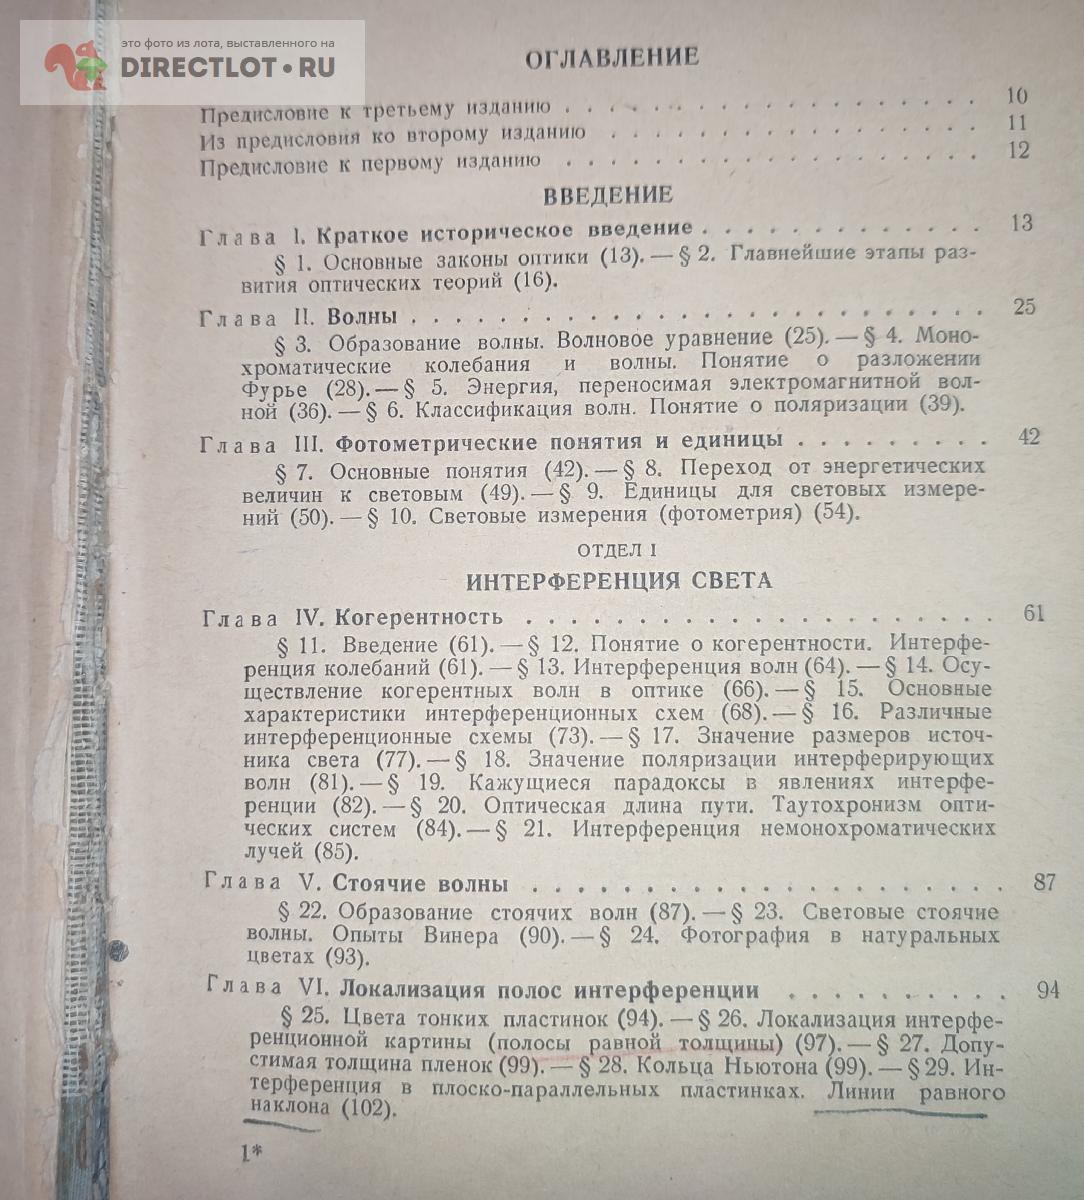 это фото из лота, выставленного на
DIRECTLOT.RU
ОГЛАВЛЕНИЕ
Предисловие к третьему изданию . . . . . . . . . . . . . . . . . . 10
Из предисловия ко второму изданию . . . . . . . . . . . . . . . . 11
Предисловие к первому изданию . . . . . . . . . . . . . . . . . . 12
ВВЕДЕНИЕ
Глава I. Краткое историческое введение . . . . . . . . . . . . . 13
§ 1. Основные законы оптики (13). — § 2. Главнейшие этапы раз-
вития оптических теорий (16).
Глава II. Волны . . . . . . . . . . . . . . . . . . . . . . . . 25
§ 3. Образование волны. Волновое уравнение (25). — § 4. Моно-
хроматические колебания и волны. Понятие о разложении
Фурье (28). — § 5. Энергия, переносимая электромагнитной вол-
ной (36). — § 6. Классификация волн. Понятие о поляризации (39).
Глава III. Фотометрические понятия и единицы . . . . . . . . . 42
§ 7. Основные понятия (42). — § 8. Переход от энергетических
величин к световым (49). — § 9. Единицы для световых измере-
ний (50). — § 10. Световые измерения (фотометрия) (54).
ОТДЕЛ I
ИНТЕРФЕРЕНЦИЯ СВЕТА
Глава IV. Когерентность . . . . . . . . . . . . . . . . . . . . 61
§ 11. Введение (61). — § 12. Понятие о когерентности. Интерфе-
ренция колебаний (61). — § 13. Интерференция волн (64). — § 14. Осу-
ществление когерентных волн в оптике (66). — § 15. Основные
характеристики интерференционных схем (68). — § 16. Различные
интерференционные схемы (73). — § 17. Значение размеров источ-
ника света (77). — § 18. Значение поляризации интерферирующих
волн (81). — § 19. Кажущиеся парадоксы в явлениях интерфе-
ренции (82). — § 20. Оптическая длина пути. Таутохронизм опти-
ческих систем (84). — § 21. Интерференция немонохроматических
лучей (85).
Глава V. Стоячие волны . . . . . . . . . . . . . . . . . . . . 87
§ 22. Образование стоячих волн (87). — § 23. Световые стоячие
волны. Опыты Винера (90). — § 24. Фотография в натуральных
цветах (93).
Глава VI. Локализация полос интерференции . . . . . . . . . . 94
§ 25. Цвета тонких пластинок (94). — § 26. Локализация интерфе-
ренционной картины (полосы равной толщины) (97). — § 27. Допу-
стимая толщина пленок (99). — § 28. Кольца Ньютона (99). — § 29. Ин-
терференция в плоско-параллельных пластинках. Линии равного
наклона (102).
1*